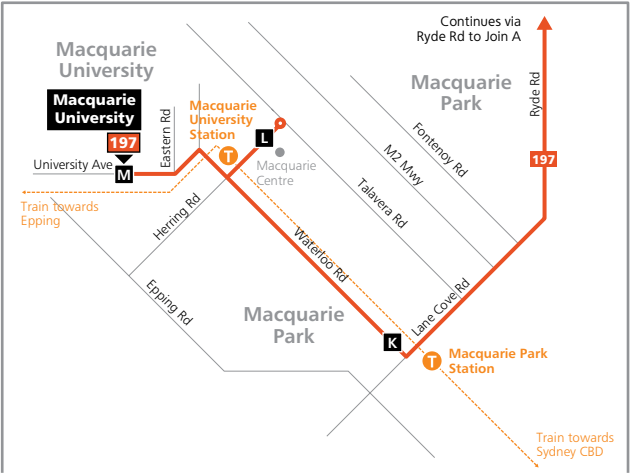 Continues via
Ryde Rd to Join A
Macquarie
University
Macquarie
Park
Ryde Rd
Macquarie
University
197
Macquarie
University
Station
Eastern Rd
L
T
Fontenoy Rd
M2 Mwy
197
University Ave
M
Macquarie
Centre
Talavera Rd
Train towards
Epping
Herring Rd
Waterloo Rd
Epping Rd
Macquarie
Park
Lane Cove Rd
K
T
Macquarie Park
Station
Train towards
Sydney CBD